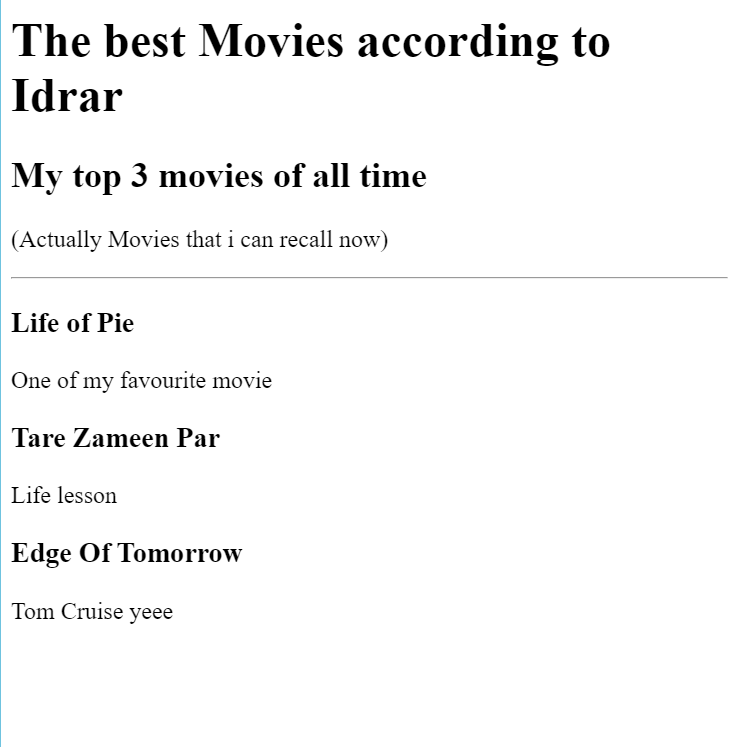 The best Movies according to
Idrar
My top 3 movies of all time
(Actually Movies that i can recall now)
Life of Pie
One of my favourite movie
Tare Zameen Par
Life lesson
Edge Of Tomorrow
Tom Cruise yeee